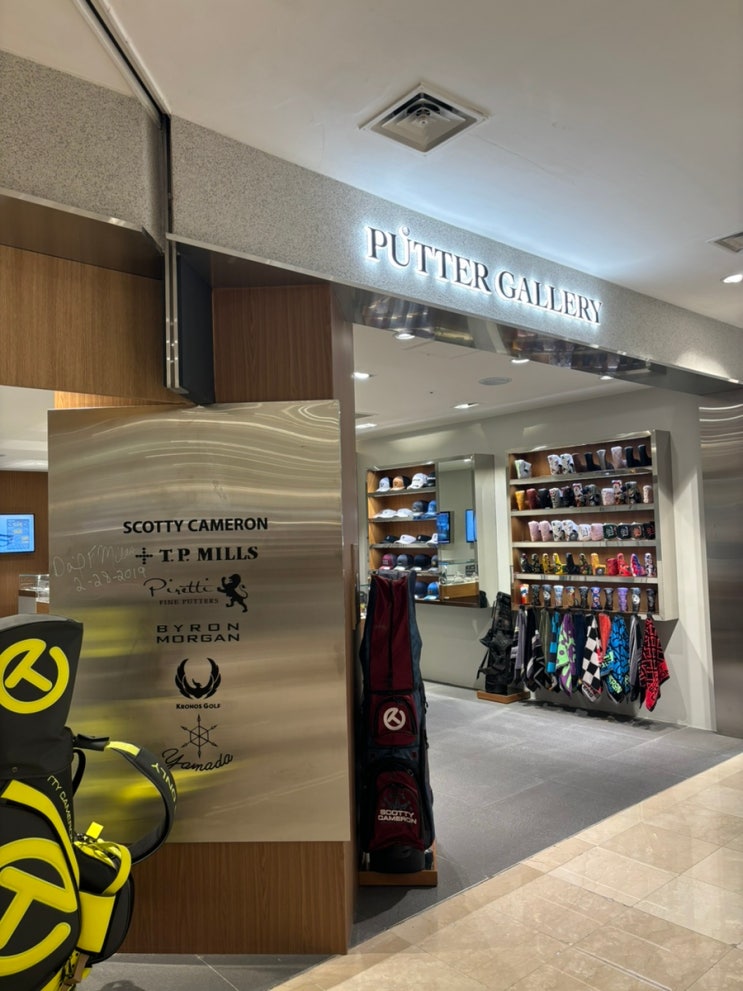 PUTTER GALLERY
SCOTTY CAMERON
T.P. MILLS
2-28-2019
Piretti
FINE PUTTERS
BYRON
MORGAN
KRONOS GOLF
Yamada
SCOTTY
CAMERON